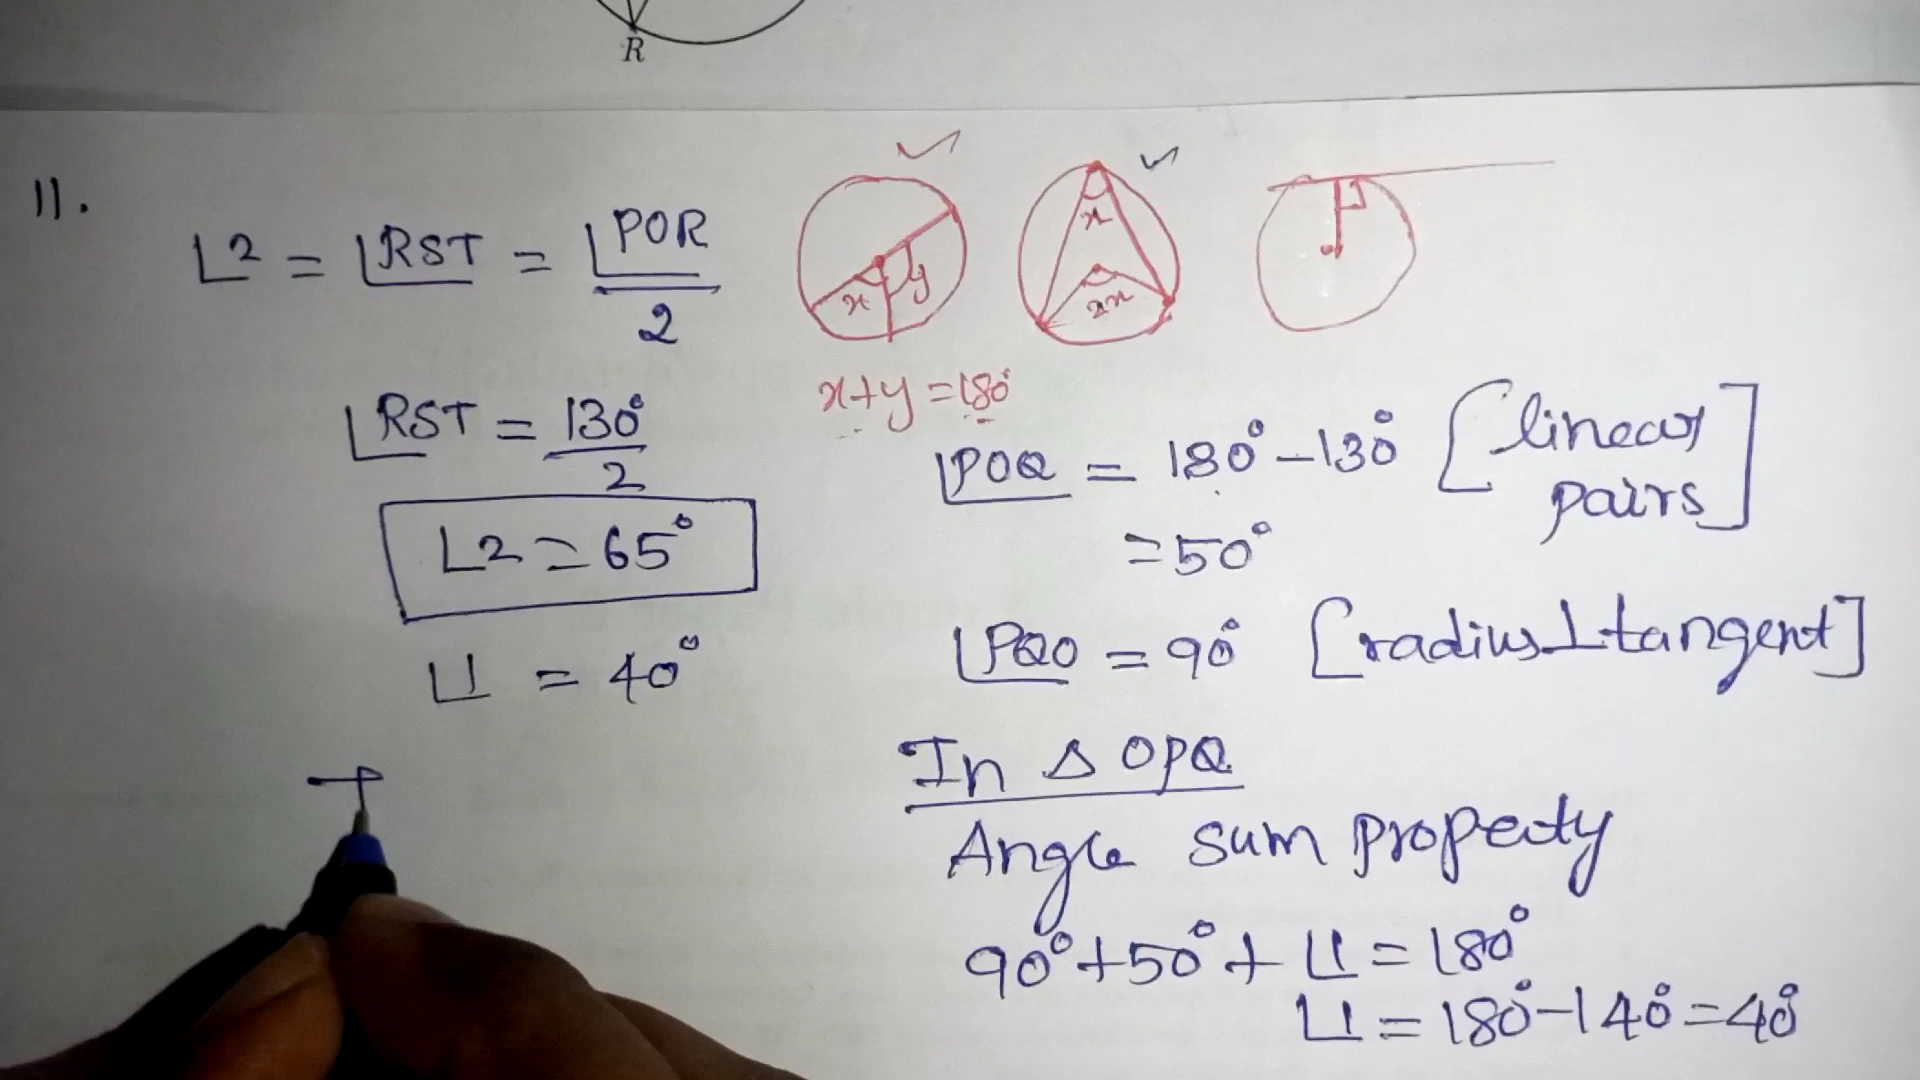 R
11.
∠2 = ∠RST = ∠POR / 2
x
y
x
2x
x+y = 180°
∠RST = 130° / 2
∠POQ = 180° - 130° [linear pairs]
∠2 = 65°
= 50°
∠1 = 40°
∠PQO = 90° [radius ⊥ tangent]
In △ OPQ
Angle sum property
90° + 50° + ∠1 = 180°
∠1 = 180° - 140° = 40°